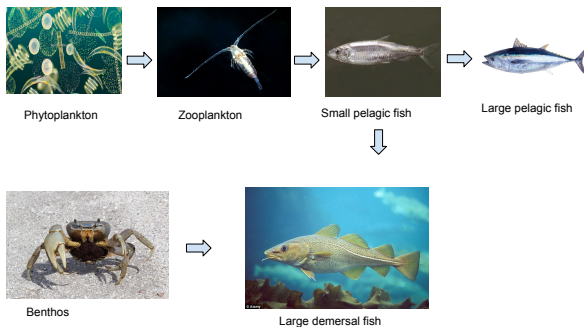 Phytoplankton
Zooplankton
Small pelagic fish
Large pelagic fish
Benthos
Large demersal fish